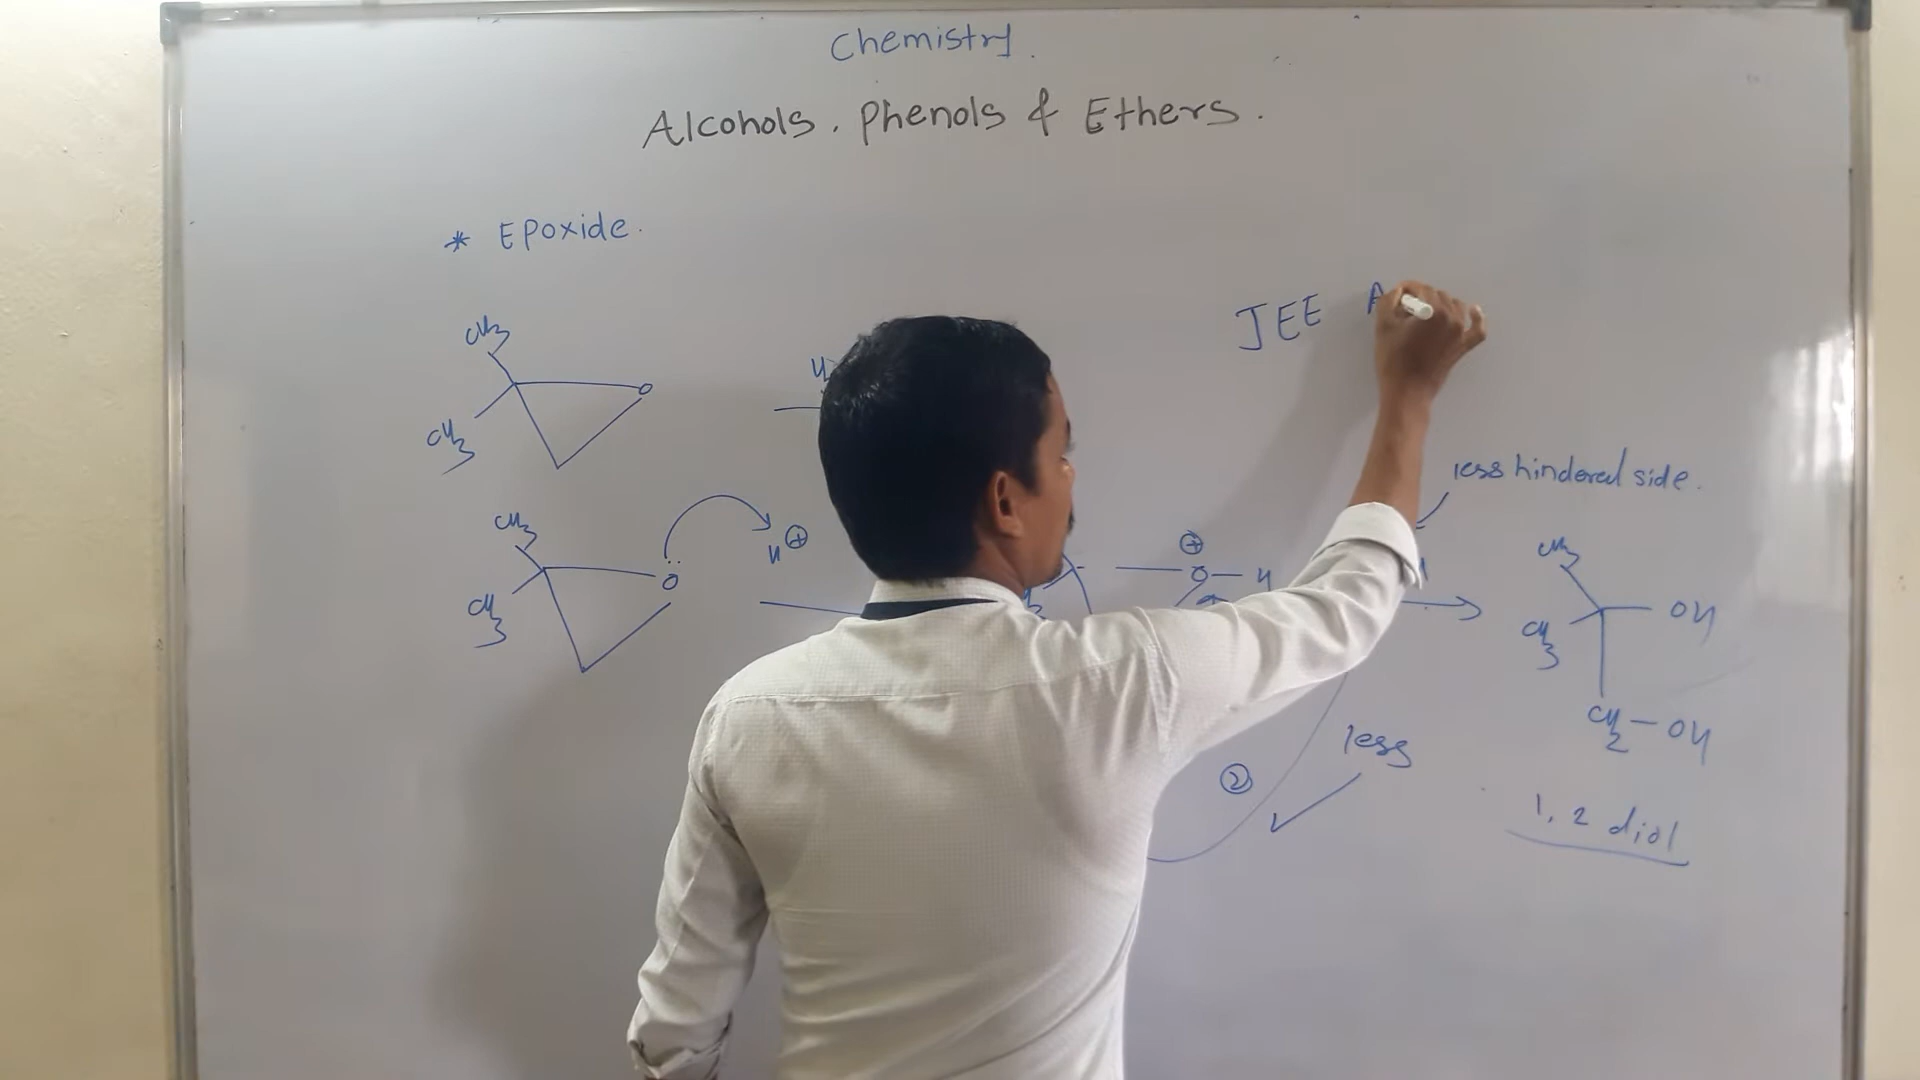 Chemistry.
Alcohols, Phenols & Ethers.
* Epoxide.
JEE A
CH3
CH3
O
less hindered side.
CH3
CH3
O
H⊕
⊕
O — H
CH3
CH3
OH
CH2 — OH
②
less
1,2 diol